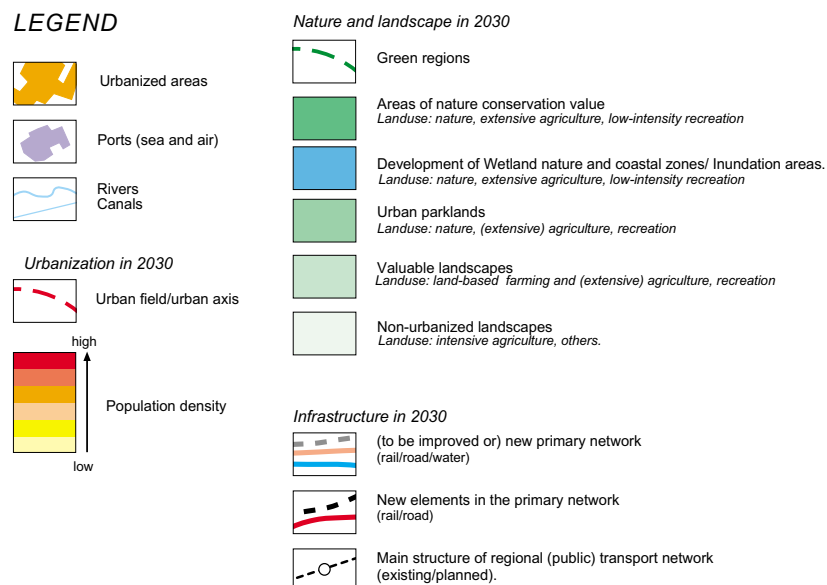 LEGEND
Urbanized areas
Ports (sea and air)
Rivers
Canals
Urbanization in 2030
Urban field/urban axis
high
Population density
low
Nature and landscape in 2030
Green regions
Areas of nature conservation value
Landuse: nature, extensive agriculture, low-intensity recreation
Development of Wetland nature and coastal zones/ Inundation areas.
Landuse: nature, extensive agriculture, low-intensity recreation
Urban parklands
Landuse: nature, (extensive) agriculture, recreation
Valuable landscapes
Landuse: land-based farming and (extensive) agriculture, recreation
Non-urbanized landscapes
Landuse: intensive agriculture, others.
Infrastructure in 2030
(to be improved or) new primary network
(rail/road/water)
New elements in the primary network
(rail/road)
Main structure of regional (public) transport network
(existing/planned).